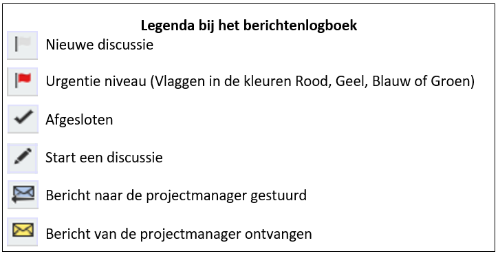 Legenda bij het berichtenlogboek
Nieuwe discussie
Urgentie niveau (Vlaggen in de kleuren Rood, Geel, Blauw of Groen)
Afgesloten
Start een discussie
Bericht naar de projectmanager gestuurd
Bericht van de projectmanager ontvangen